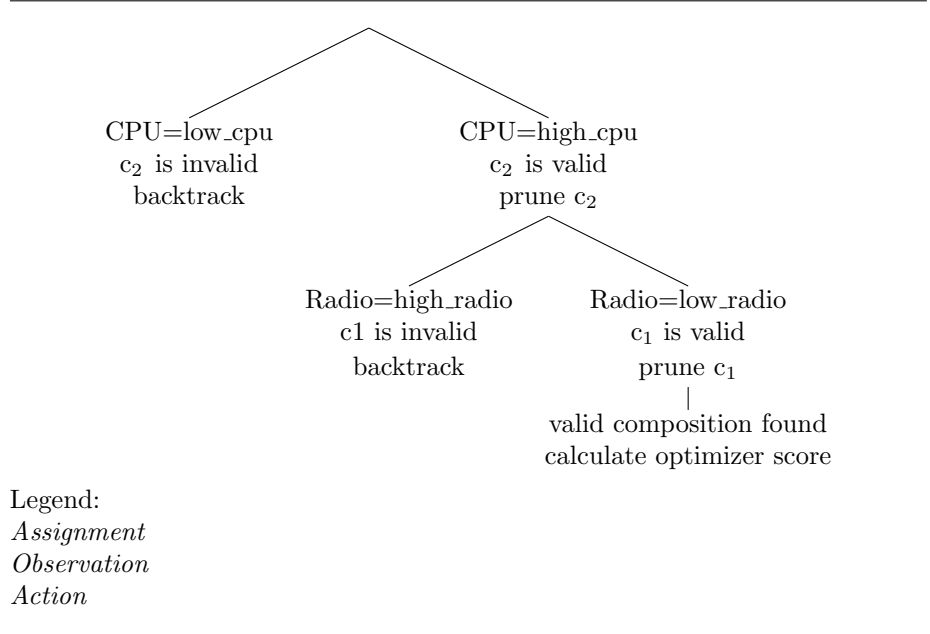 CPU=low_cpu
c₂ is invalid
backtrack
CPU=high_cpu
c₂ is valid
prune c₂
Radio=high_radio
c1 is invalid
backtrack
Radio=low_radio
c₁ is valid
prune c₁
valid composition found
calculate optimizer score
Legend:
Assignment
Observation
Action